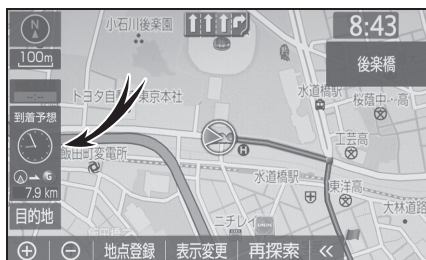 N
100m
小石川後楽園
8:43
後楽橋
トヨタ自
東京本社
水道橋駅
桜蔭中…高
到着予想
工芸高
飯田町変電所
H
水道橋駅
東洋高
G
7.9 km
大林道路
目的地
ニチレイ
地点登録
表示変更
再探索